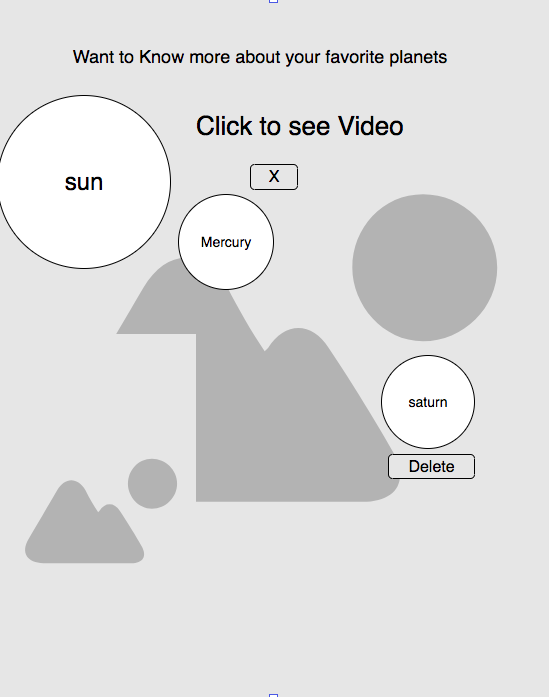 Want to Know more about your favorite planets
Click to see Video
sun
X
Mercury
saturn
Delete